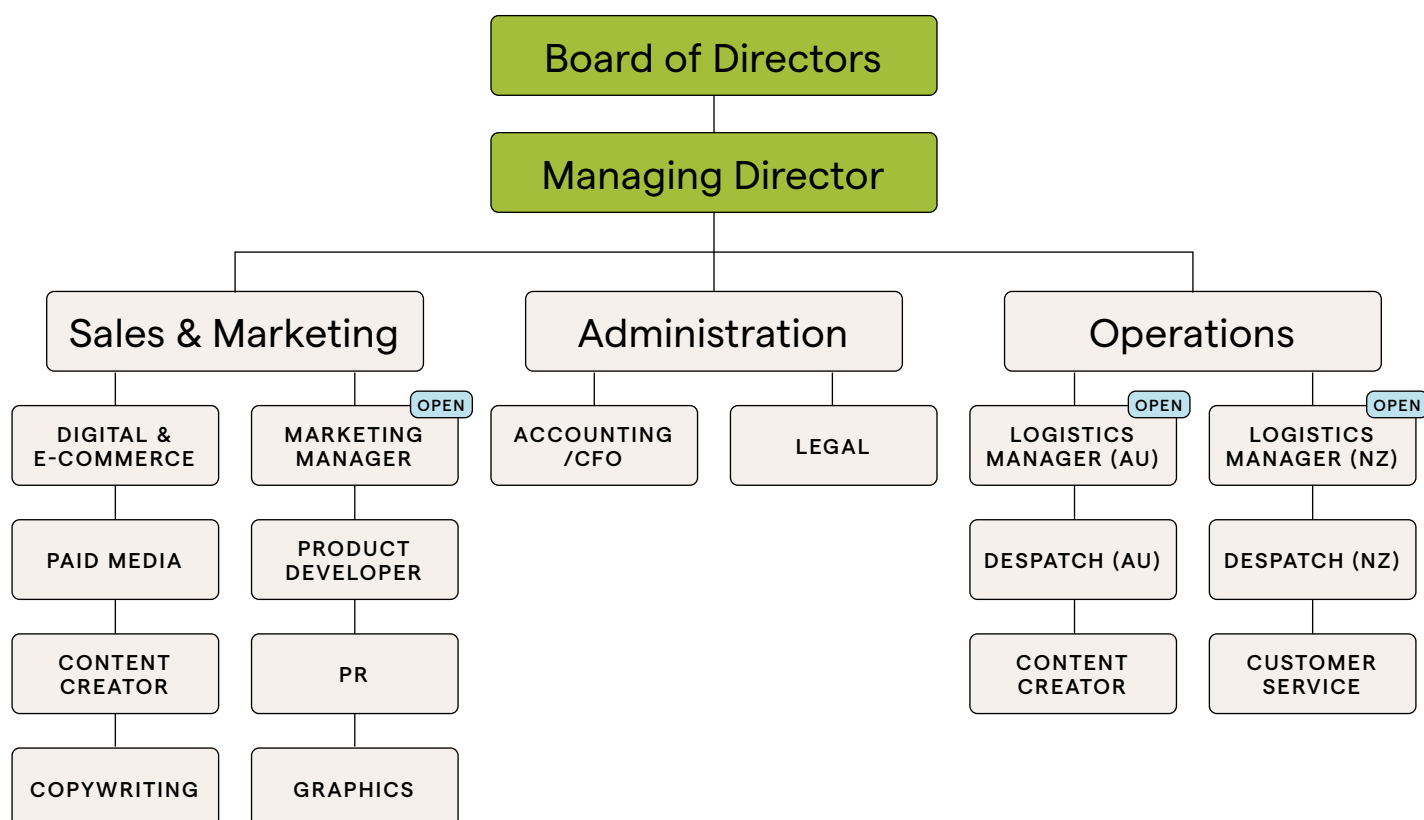 Board of Directors
Managing Director
Sales & Marketing
Administration
Operations
OPEN
OPEN
OPEN
DIGITAL &
E-COMMERCE
MARKETING
MANAGER
ACCOUNTING
/CFO
LEGAL
LOGISTICS
MANAGER (AU)
LOGISTICS
MANAGER (NZ)
PAID MEDIA
PRODUCT
DEVELOPER
DESPATCH (AU)
DESPATCH (NZ)
CONTENT
CREATOR
PR
CONTENT
CREATOR
CUSTOMER
SERVICE
COPYWRITING
GRAPHICS